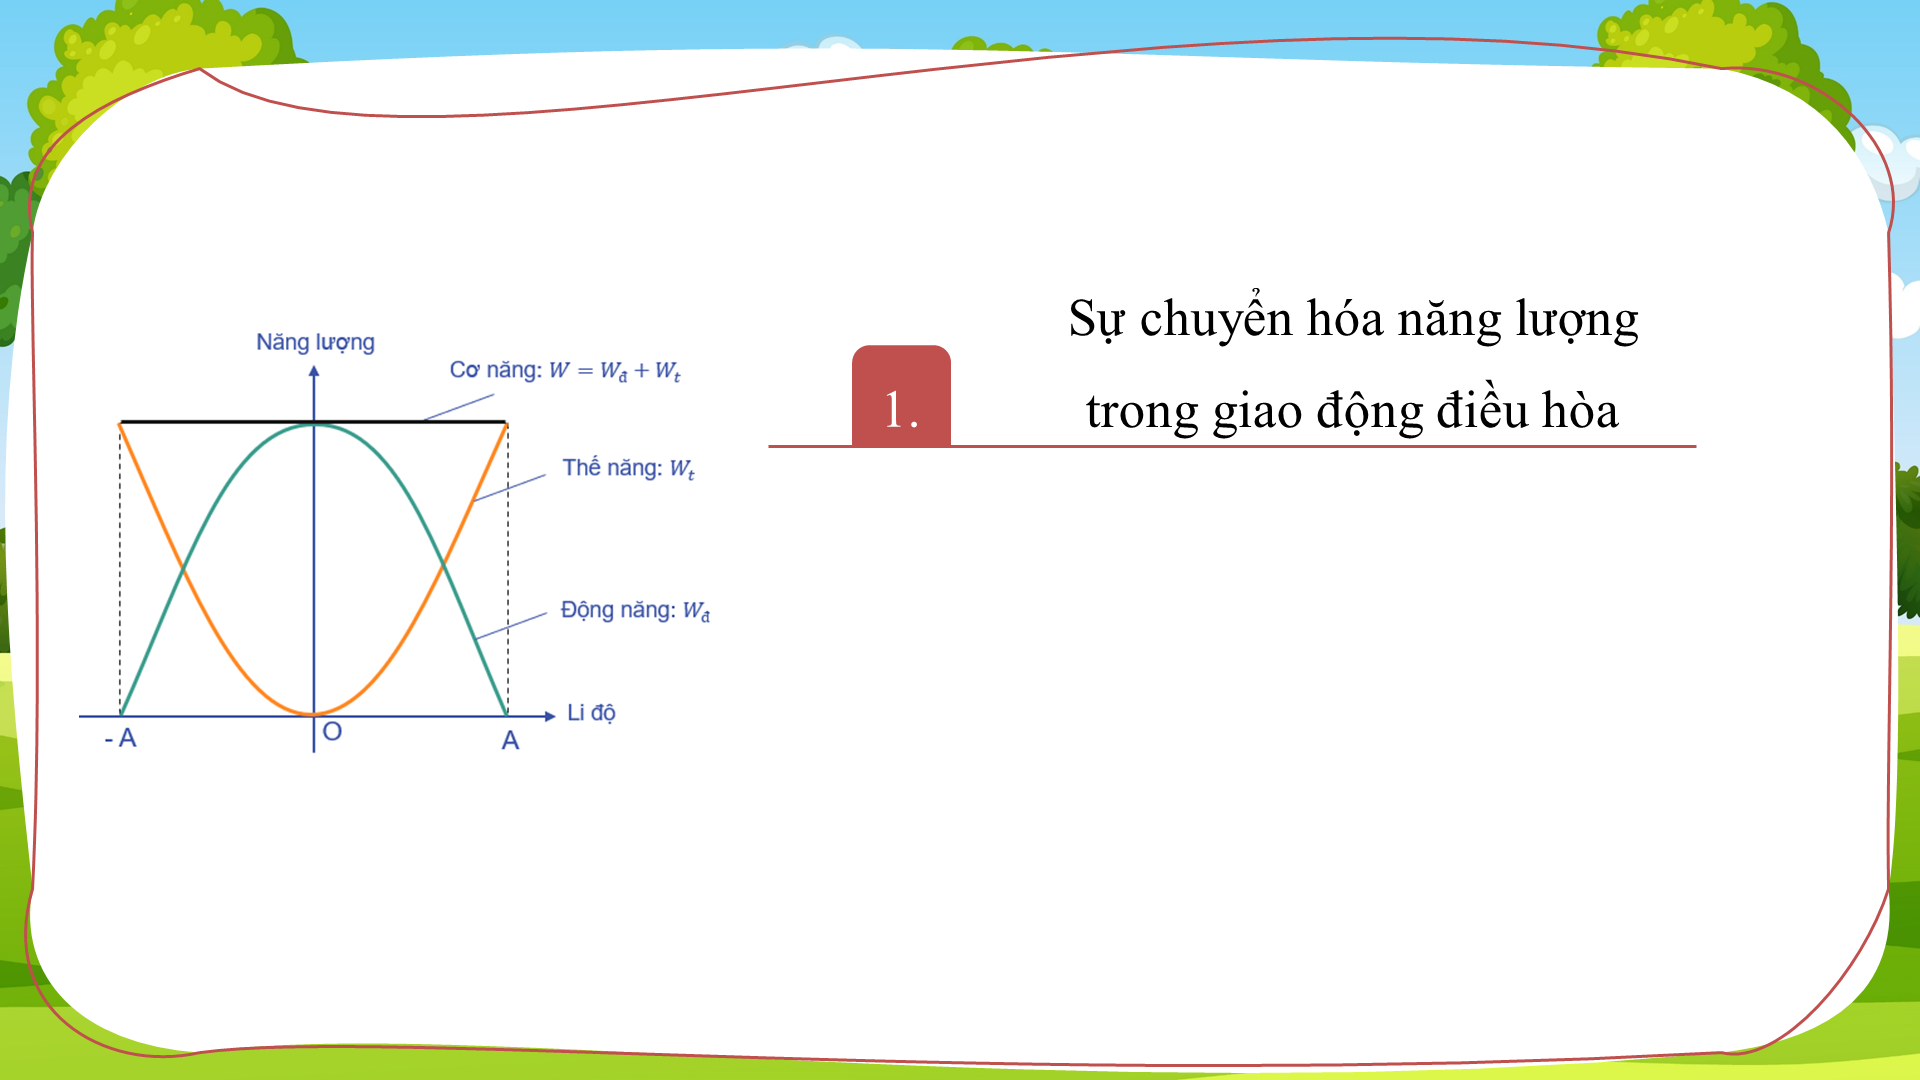 Năng lượng
Cơ năng: W = Wđ + Wt
Thế năng: Wt
Động năng: Wđ
Li độ
- A
O
A
1.
Sự chuyển hóa năng lượng
trong giao động điều hòa